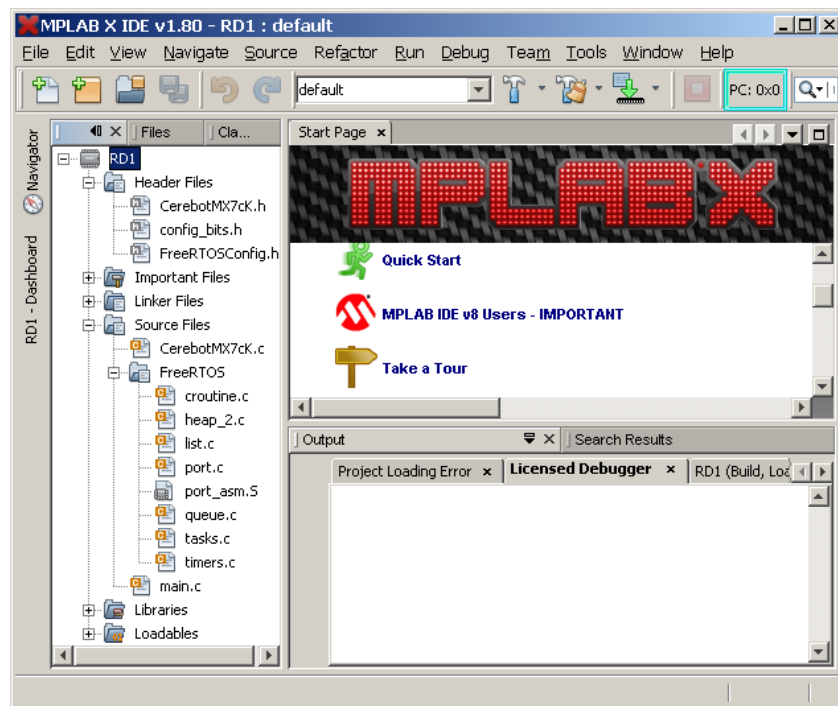 MPLAB X IDE v1.80 - RD1 : default
File Edit View Navigate Source Refactor Run Debug Team Tools Window Help
default
PC: 0x0
Navigator
RD1 - Dashboard
Files
Cla...
RD1
Header Files
CerebotMX7cK.h
config_bits.h
FreeRTOSConfig.h
Important Files
Linker Files
Source Files
CerebotMX7cK.c
FreeRTOS
croutine.c
heap_2.c
list.c
port.c
port_asm.S
queue.c
tasks.c
timers.c
main.c
Libraries
Loadables
Start Page
MPLAB X
Quick Start
MPLAB IDE v8 Users - IMPORTANT
Take a Tour
Output
Search Results
Project Loading Error
Licensed Debugger
RD1 (Build, Loa